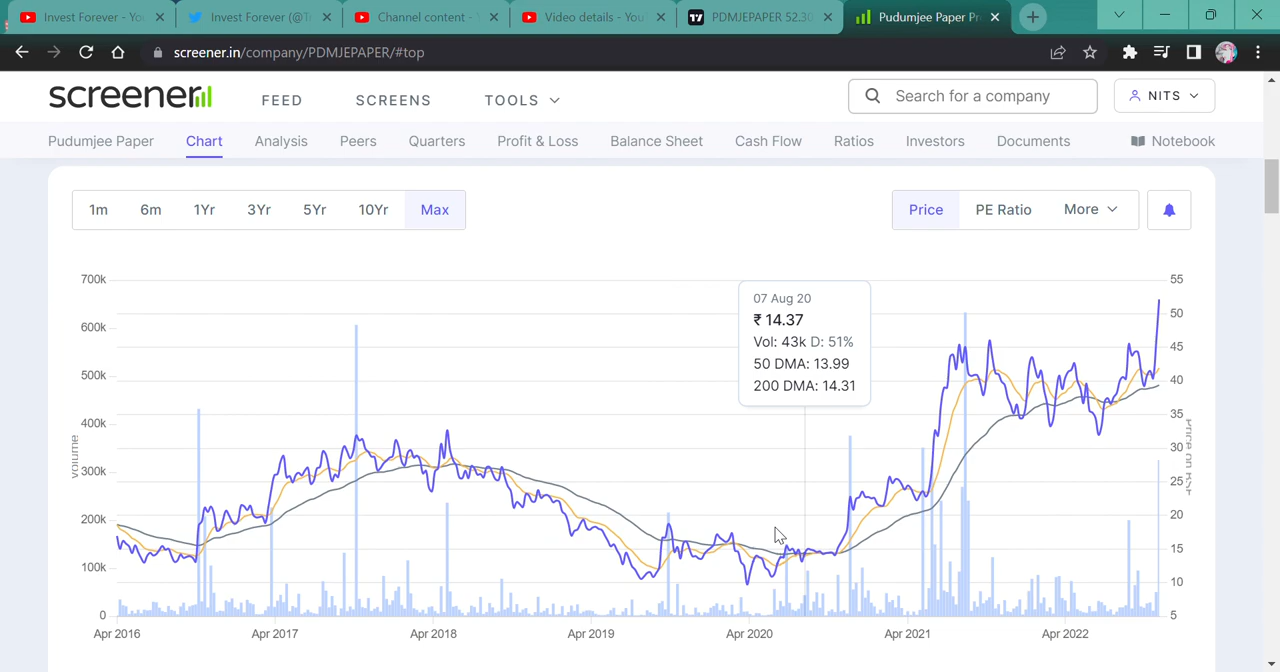 Invest Forever - Yo
Invest Forever (@T
Channel content -
Video details - You
PDMJEPAPER 52.30
Pudumjee Paper Pr
screener.in/company/PDMJEPAPER/#top
screener
FEED
SCREENS
TOOLS
Search for a company
NITS
Pudumjee Paper
Chart
Analysis
Peers
Quarters
Profit & Loss
Balance Sheet
Cash Flow
Ratios
Investors
Documents
Notebook
1m
6m
1Yr
3Yr
5Yr
10Yr
Max
Price
PE Ratio
More
700k
600k
500k
400k
300k
200k
100k
0
Volume
07 Aug 20
₹ 14.37
Vol: 43k D: 51%
50 DMA: 13.99
200 DMA: 14.31
55
50
45
40
35
30
25
20
15
10
5
Apr 2016
Apr 2017
Apr 2018
Apr 2019
Apr 2020
Apr 2021
Apr 2022